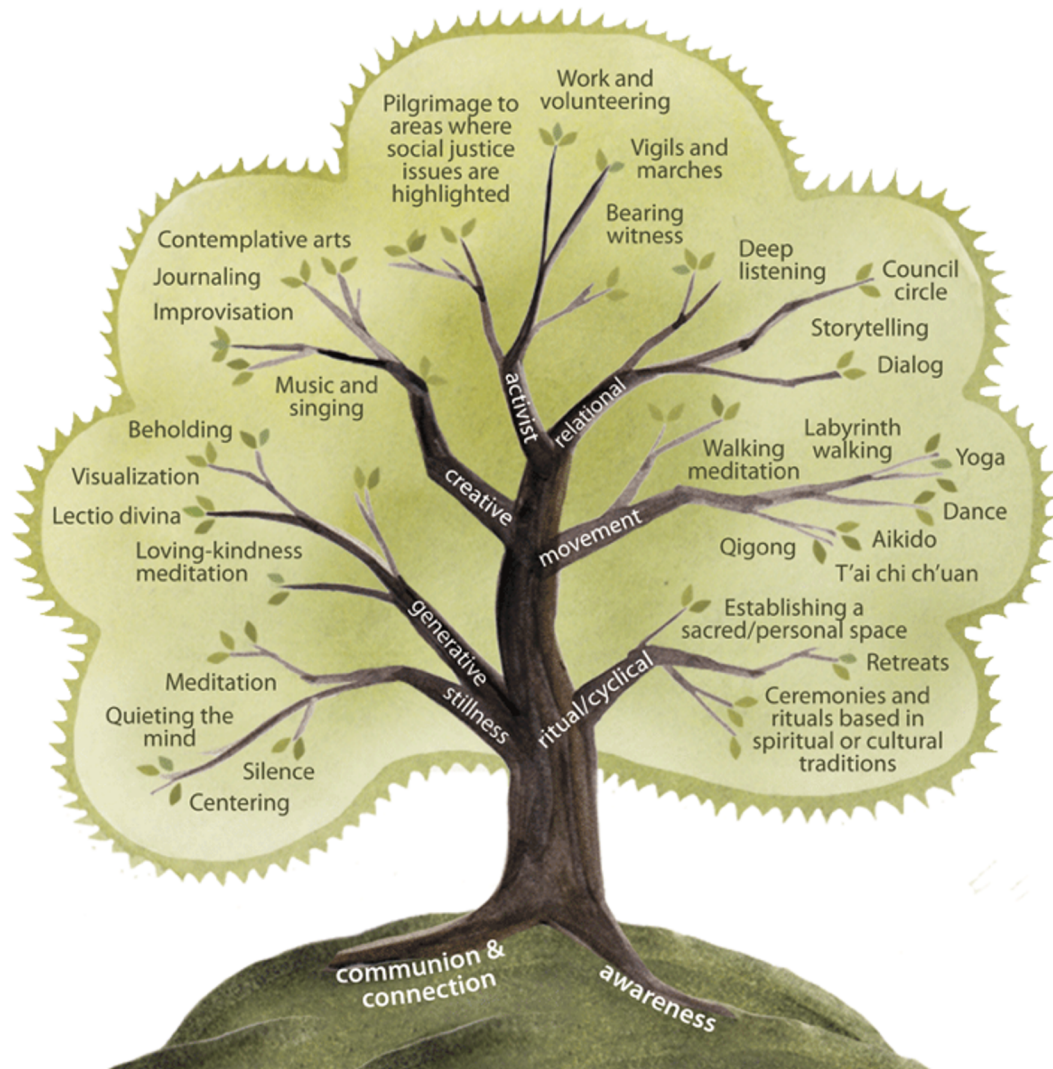 Work and
volunteering
Pilgrimage to
areas where
social justice
issues are
highlighted
Vigils and
marches
Bearing
witness
Contemplative arts
Journaling
Improvisation
Music and
singing
Deep
listening
Council
circle
Storytelling
Dialog
activist
relational
creative
movement
Beholding
Visualization
Lectio divina
Loving-kindness
meditation
Walking
meditation
Labyrinth
walking
Yoga
Dance
Aikido
Qigong
T'ai chi ch'uan
generative
stillness
ritual/cyclical
Meditation
Quieting the
mind
Silence
Centering
Establishing a
sacred/personal space
Retreats
Ceremonies and
rituals based in
spiritual or cultural
traditions
communion &
connection
awareness